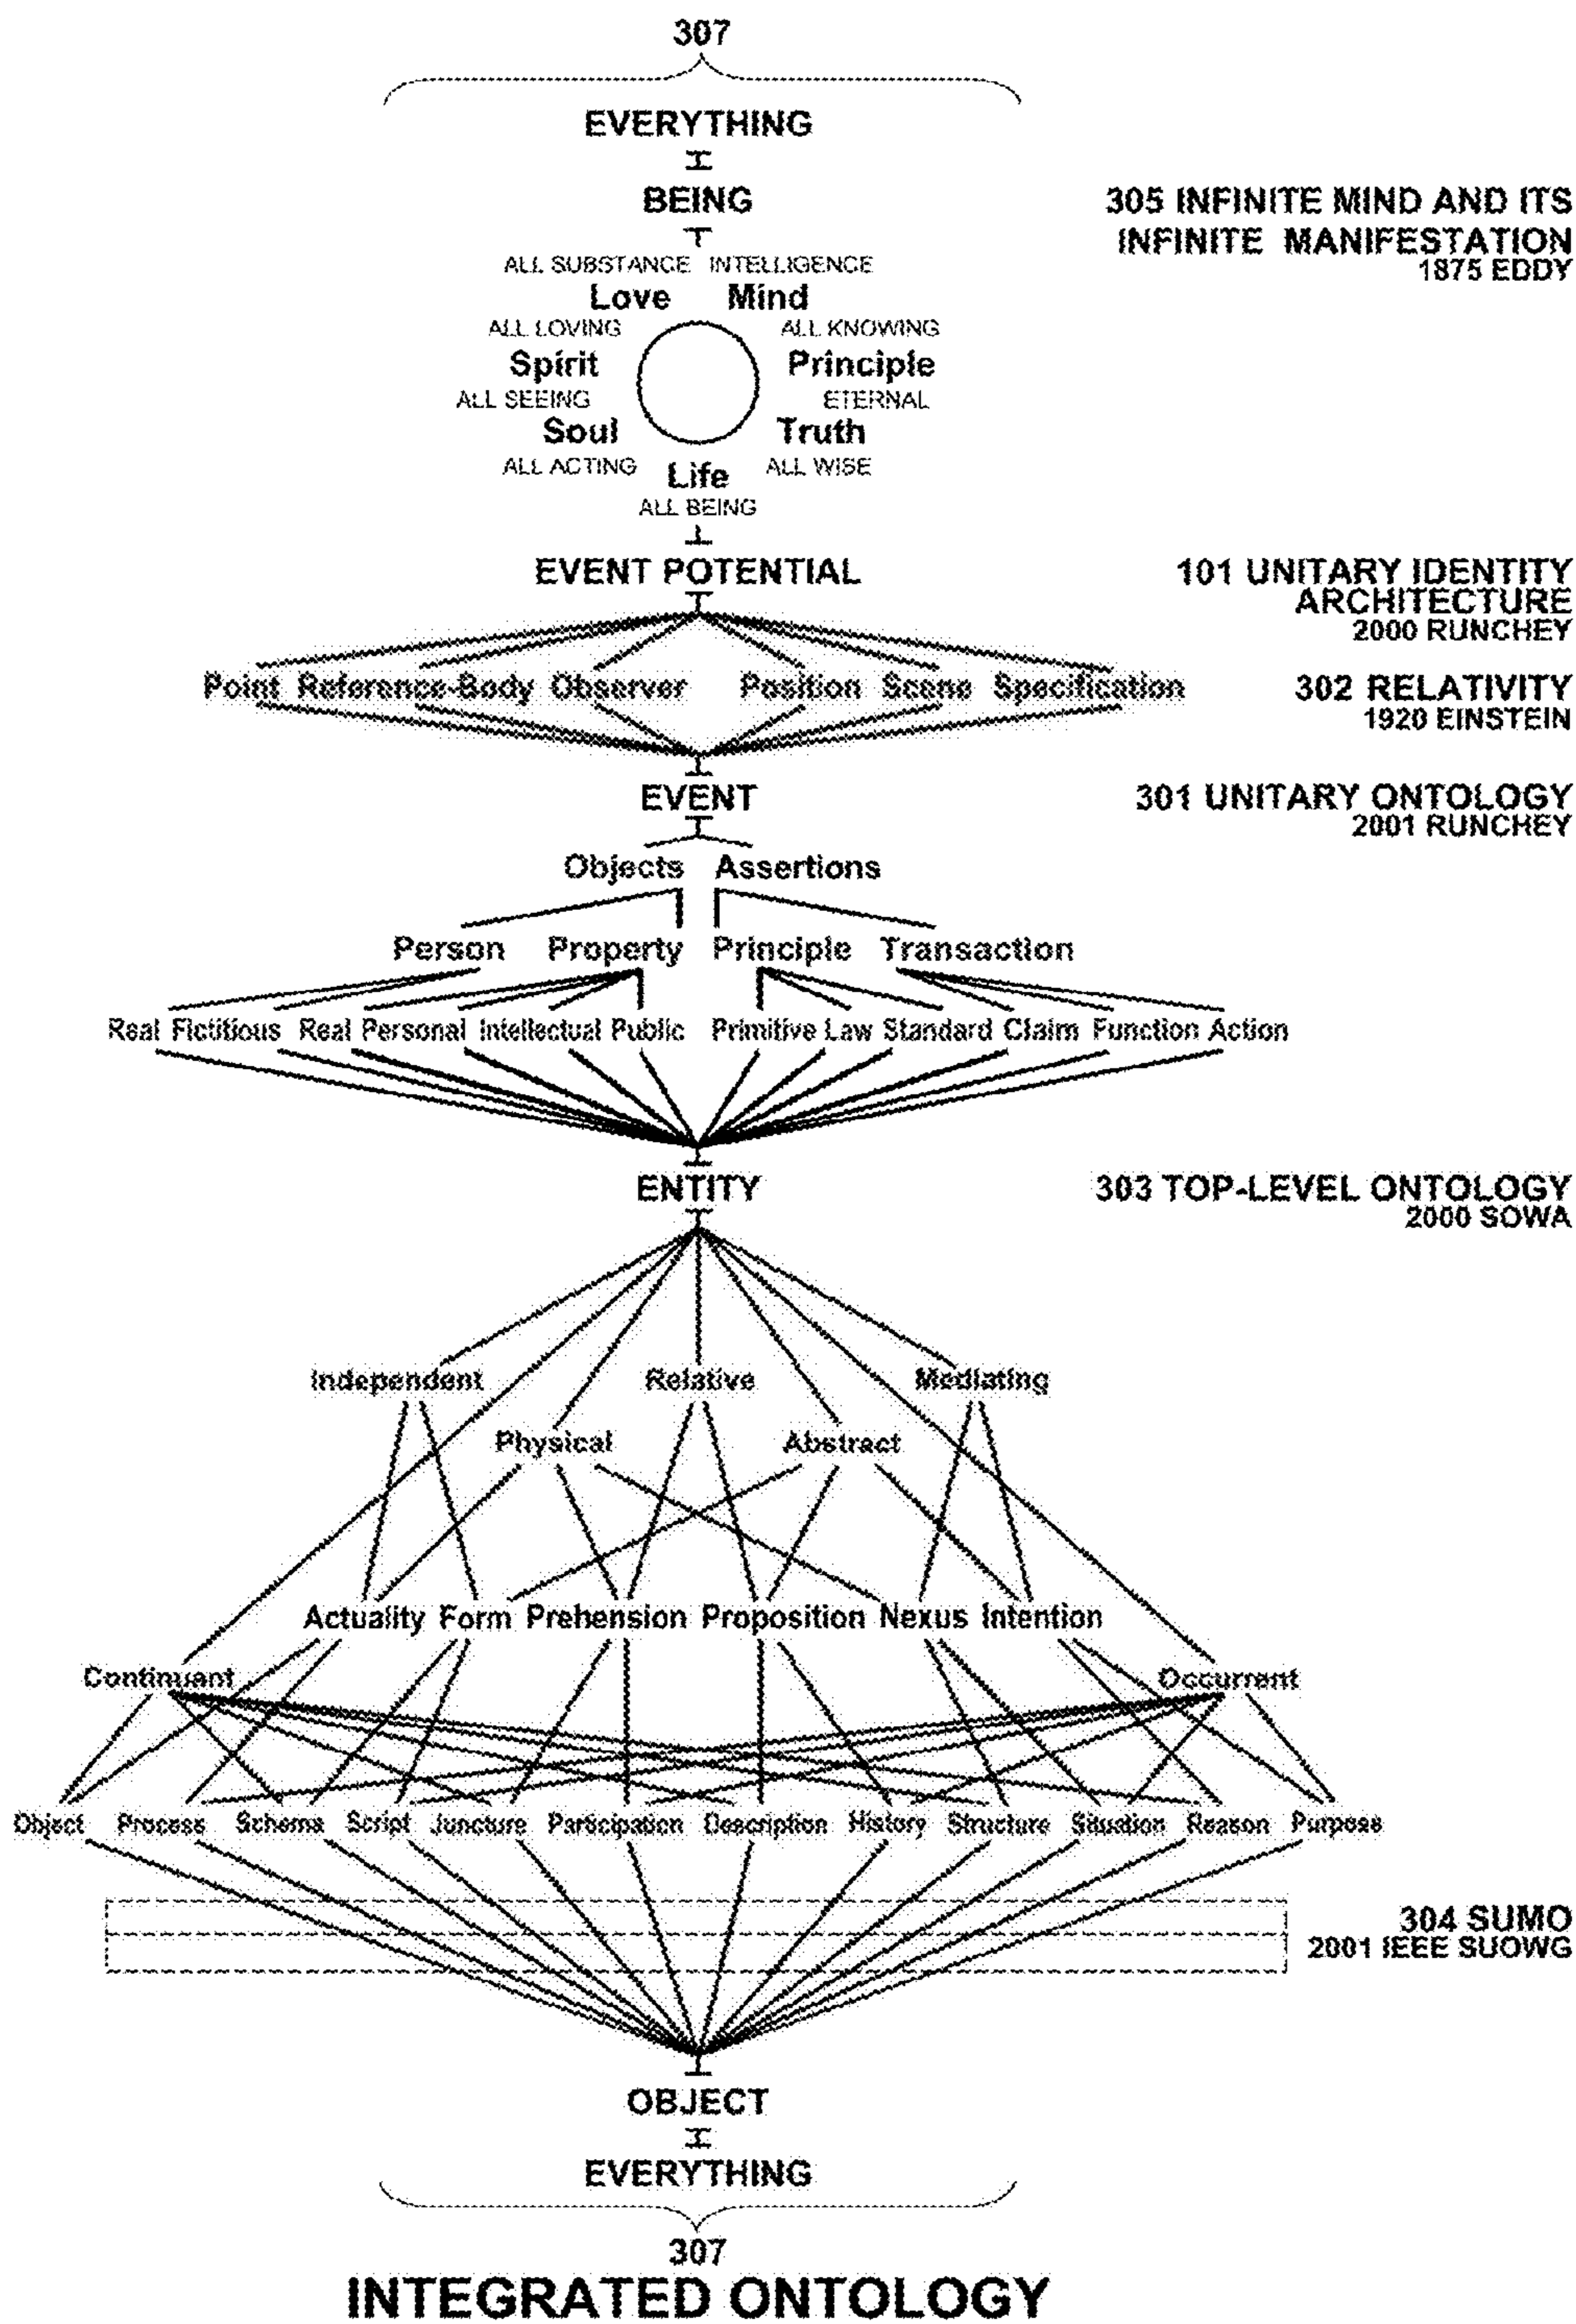 307
EVERYTHING
BEING
305 INFINITE MIND AND ITS
INFINITE MANIFESTATION
1875 EDDY
ALL SUBSTANCE INTELLIGENCE
Love Mind
ALL LOVING ALL KNOWING
Spirit Principle
ALL SEEING ETERNAL
Soul Truth
ALL ACTING Life ALL WISE
ALL BEING
EVENT POTENTIAL
101 UNITARY IDENTITY
ARCHITECTURE
2000 RUNCHEY
Point Reference-Body Observer Position Scene Specification
302 RELATIVITY
1920 EINSTEIN
EVENT
301 UNITARY ONTOLOGY
2001 RUNCHEY
Objects Assertions
Person Property Principle Transaction
Real Fictitious Real Personal Intellectual Public Primitive Law Standard Claim Function Action
ENTITY
303 TOP-LEVEL ONTOLOGY
2000 SOWA
Independent Relative Mediating
Physical Abstract
Actuality Form Prehension Proposition Nexus Intention
Continuant Occurrent
Object Process Schema Script Juncture Participation Description History Structure Situation Reason Purpose
304 SUMO
2001 IEEE SUOWG
OBJECT
EVERYTHING
307
INTEGRATED ONTOLOGY